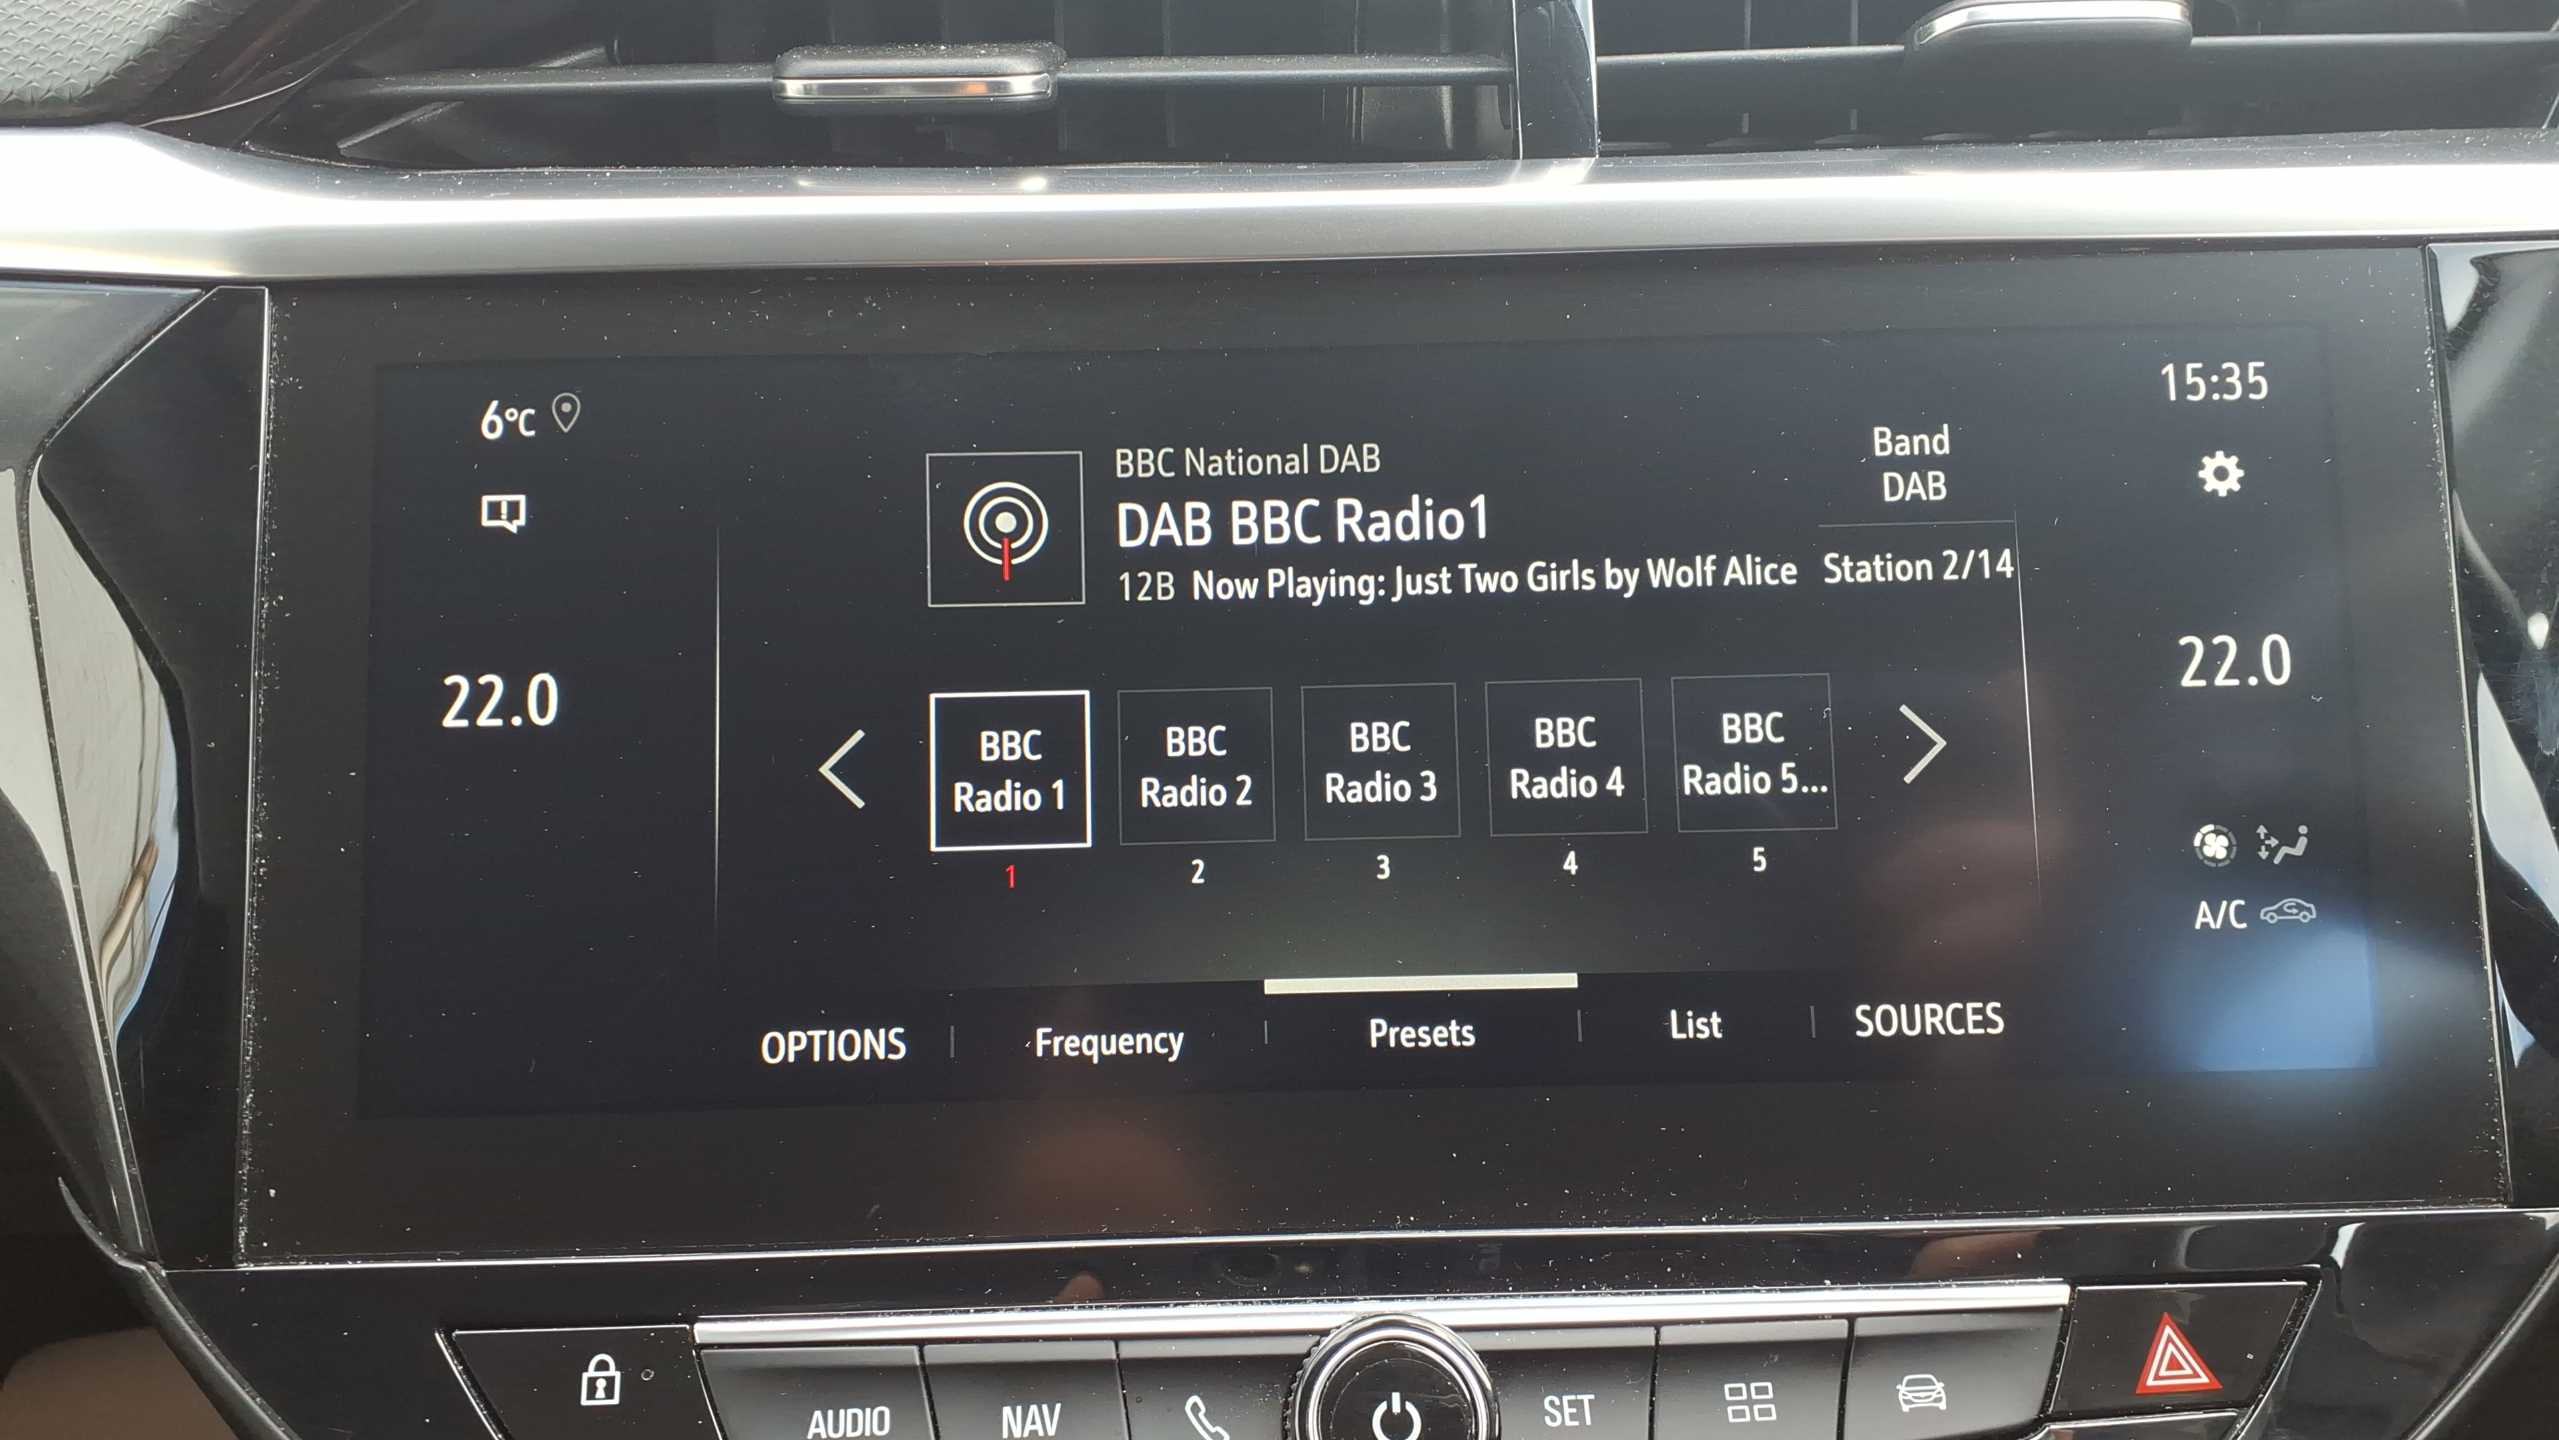 6°C
15:35
BBC National DAB
DAB BBC Radio1
12B Now Playing: Just Two Girls by Wolf Alice
Band
DAB
Station 2/14
22.0
22.0
BBC
Radio 1
BBC
Radio 2
BBC
Radio 3
BBC
Radio 4
BBC
Radio 5...
1
2
3
4
5
A/C
OPTIONS
Frequency
Presets
List
SOURCES
AUDIO
NAV
SET